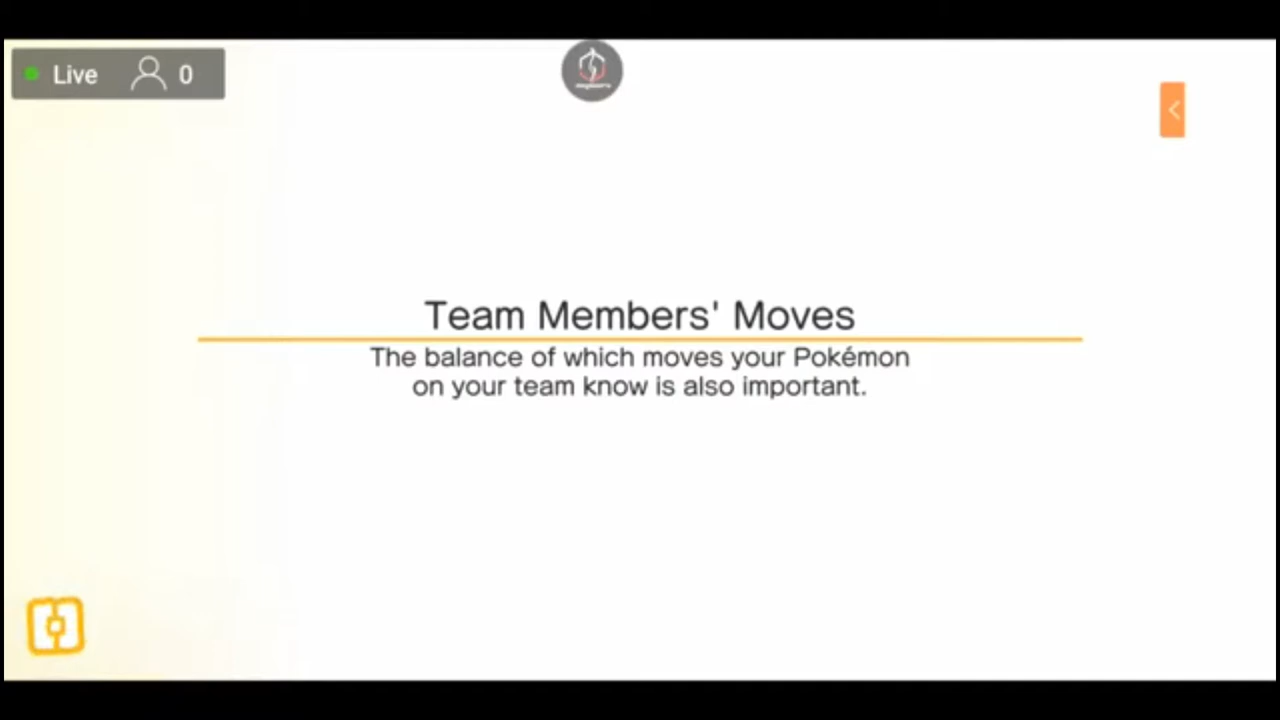 Live 0
Team Members' Moves
The balance of which moves your Pokémon
on your team know is also important.